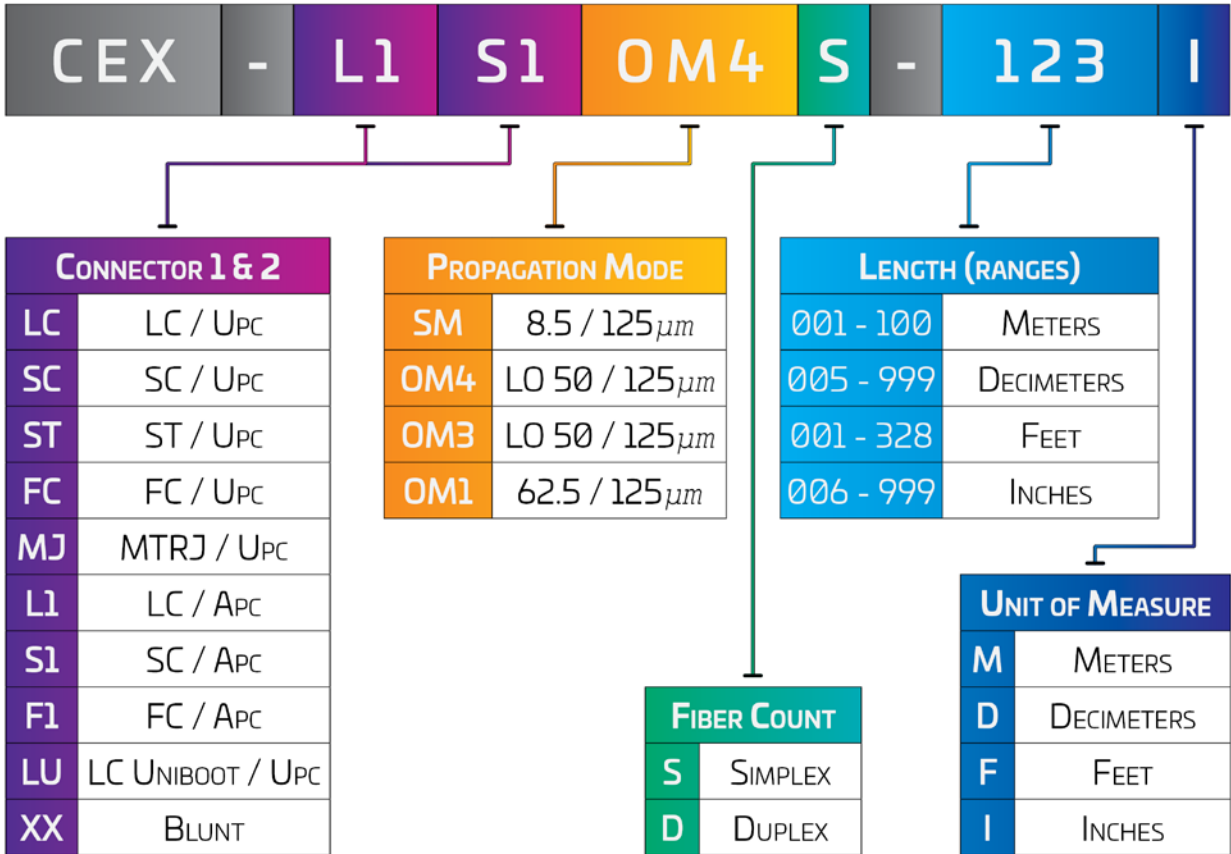 CEX - L1 S1 OM4 S - 123 I
CONNECTOR 1 & 2
LC LC / UPC
SC SC / UPC
ST ST / UPC
FC FC / UPC
MJ MTRJ / UPC
L1 LC / APC
S1 SC / APC
F1 FC / APC
LU LC UNIBOOT / UPC
XX BLUNT
PROPAGATION MODE
SM 8.5 / 125µm
OM4 LO 50 / 125µm
OM3 LO 50 / 125µm
OM1 62.5 / 125µm
LENGTH (RANGES)
001 - 100 METERS
005 - 999 DECIMETERS
001 - 328 FEET
006 - 999 INCHES
FIBER COUNT
S SIMPLEX
D DUPLEX
UNIT OF MEASURE
M METERS
D DECIMETERS
F FEET
I INCHES